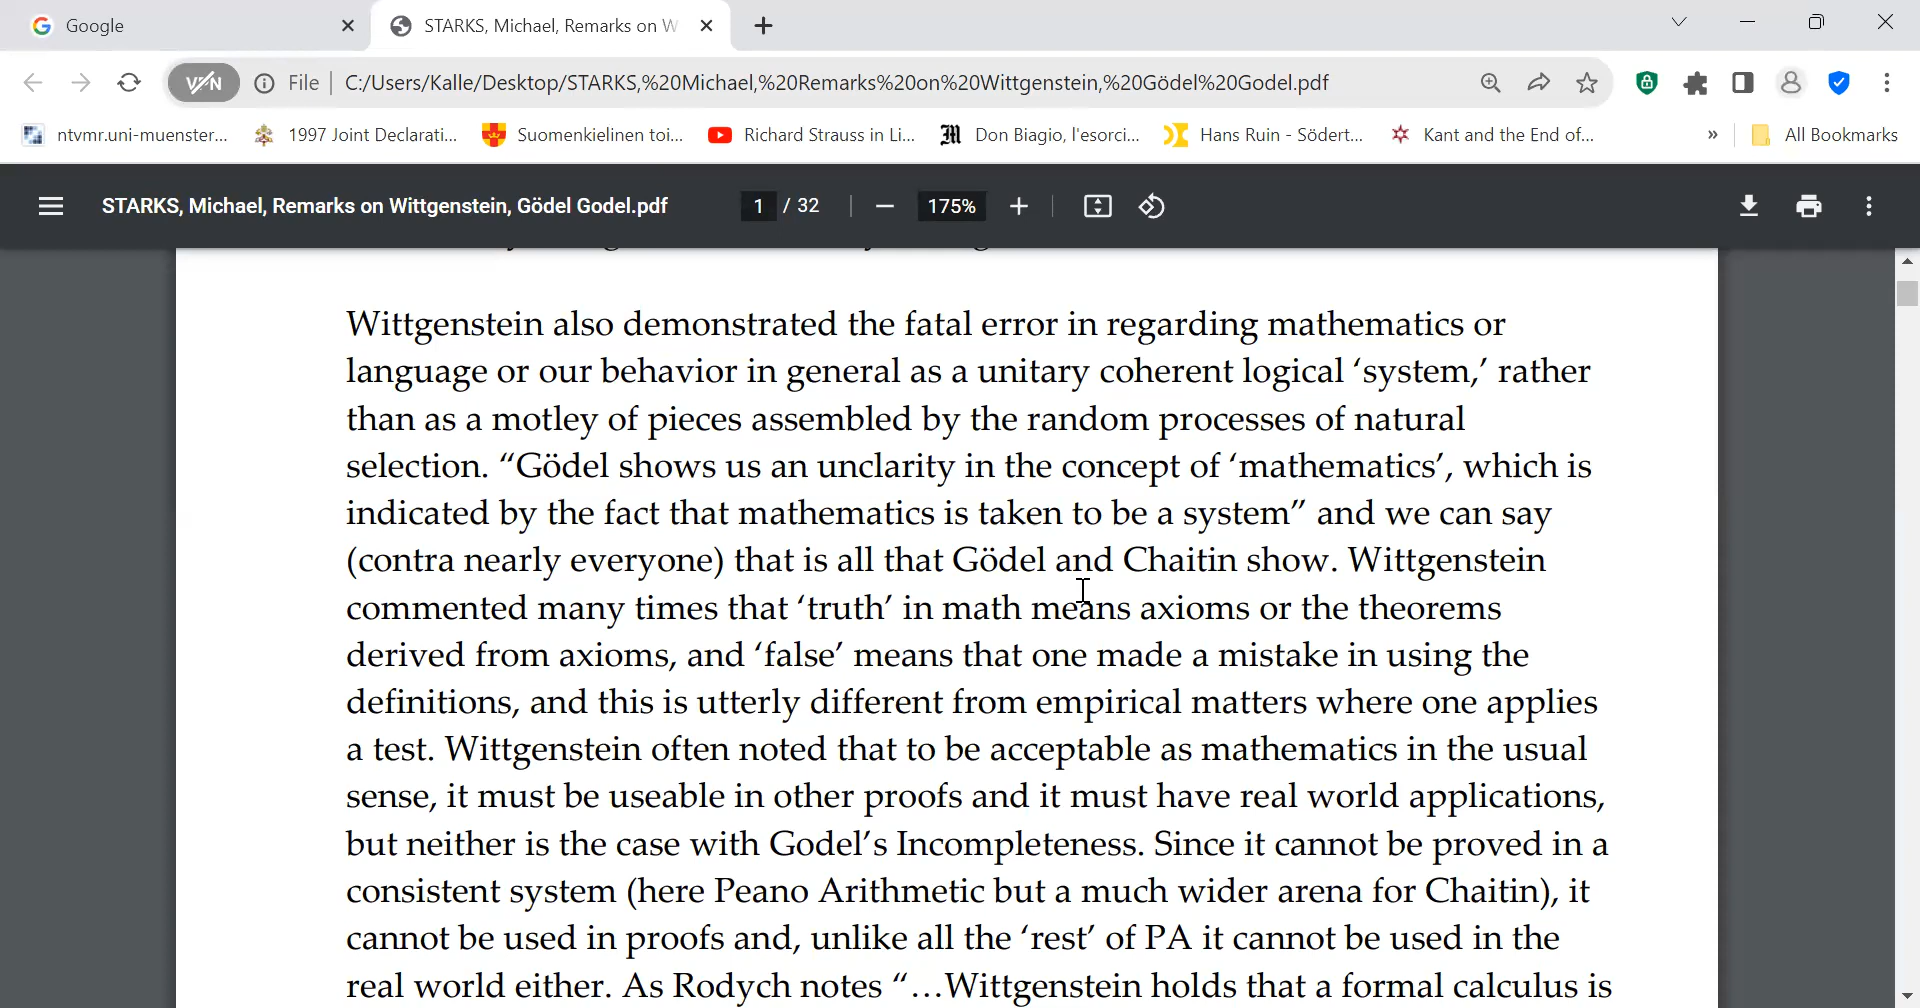 Google
STARKS, Michael, Remarks on W
VPN File C:/Users/Kalle/Desktop/STARKS,%20Michael,%20Remarks%20on%20Wittgenstein,%20Gödel%20Godel.pdf
ntvmr.uni-muenster... 1997 Joint Declarati... Suomenkielinen toi... Richard Strauss in Li... Don Biagio, l'esorci... Hans Ruin - Södert... Kant and the End of... » All Bookmarks
STARKS, Michael, Remarks on Wittgenstein, Gödel Godel.pdf 1 / 32 175%
Wittgenstein also demonstrated the fatal error in regarding mathematics or
language or our behavior in general as a unitary coherent logical ‘system,’ rather
than as a motley of pieces assembled by the random processes of natural
selection. “Gödel shows us an unclarity in the concept of ‘mathematics’, which is
indicated by the fact that mathematics is taken to be a system” and we can say
(contra nearly everyone) that is all that Gödel and Chaitin show. Wittgenstein
commented many times that ‘truth’ in math means axioms or the theorems
derived from axioms, and ‘false’ means that one made a mistake in using the
definitions, and this is utterly different from empirical matters where one applies
a test. Wittgenstein often noted that to be acceptable as mathematics in the usual
sense, it must be useable in other proofs and it must have real world applications,
but neither is the case with Godel’s Incompleteness. Since it cannot be proved in a
consistent system (here Peano Arithmetic but a much wider arena for Chaitin), it
cannot be used in proofs and, unlike all the ‘rest’ of PA it cannot be used in the
real world either. As Rodych notes “…Wittgenstein holds that a formal calculus is